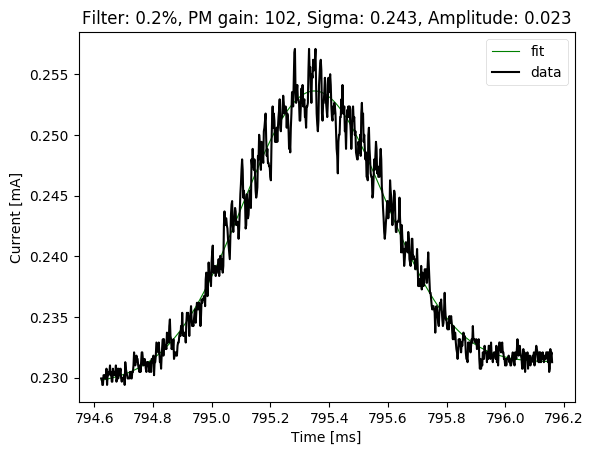 Filter: 0.2%, PM gain: 102, Sigma: 0.243, Amplitude: 0.023
fit
data
0.255
0.250
0.245
0.240
0.235
0.230
Current [mA]
794.6 794.8 795.0 795.2 795.4 795.6 795.8 796.0 796.2
Time [ms]